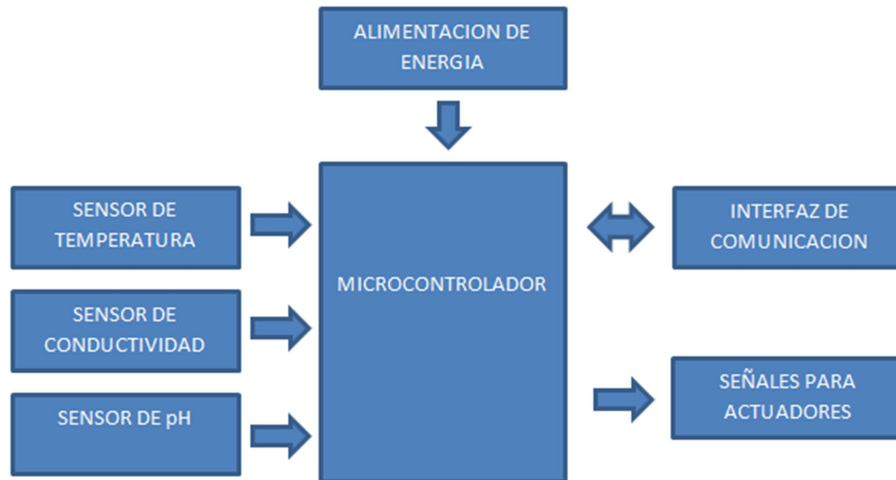 ALIMENTACION DE
ENERGIA
SENSOR DE
TEMPERATURA
SENSOR DE
CONDUCTIVIDAD
SENSOR DE pH
MICROCONTROLADOR
INTERFAZ DE
COMUNICACION
SEÑALES PARA
ACTUADORES